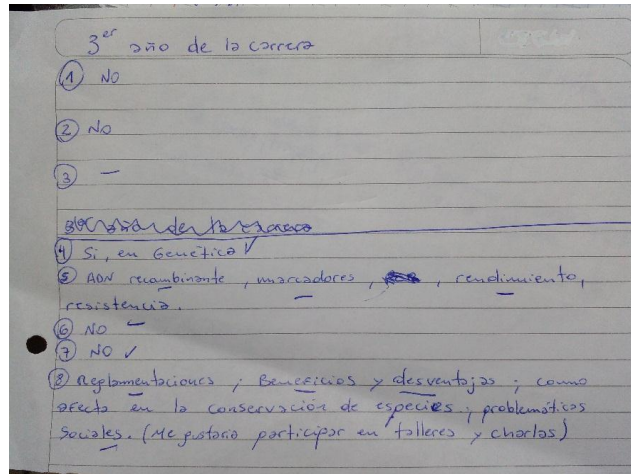 3er año de la carrera
① NO
② NO
③ —
④ Si, en Genética ✓
⑤ ADN recombinante, marcadores, , rendimiento,
resistencia.
⑥ NO
⑦ NO ✓
⑧ Reglamentaciones ; Beneficios y desventajas ; como
afecta en la conservación de especies ; problemáticas
sociales. (Me gustaria participar en talleres y charlas)